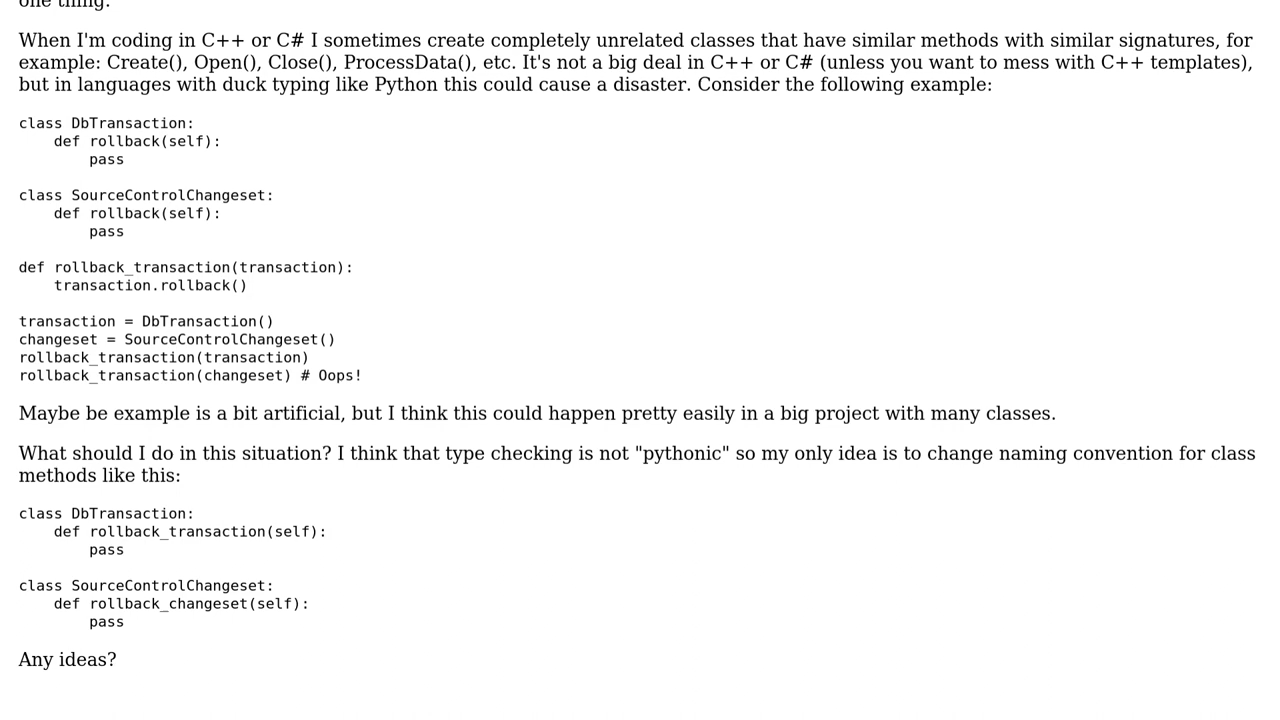 one thing.
When I'm coding in C++ or C# I sometimes create completely unrelated classes that have similar methods with similar signatures, for
example: Create(), Open(), Close(), ProcessData(), etc. It's not a big deal in C++ or C# (unless you want to mess with C++ templates),
but in languages with duck typing like Python this could cause a disaster. Consider the following example:
class DbTransaction:
    def rollback(self):
        pass
class SourceControlChangeset:
    def rollback(self):
        pass
def rollback_transaction(transaction):
    transaction.rollback()
transaction = DbTransaction()
changeset = SourceControlChangeset()
rollback_transaction(transaction)
rollback_transaction(changeset) # Oops!
Maybe be example is a bit artificial, but I think this could happen pretty easily in a big project with many classes.
What should I do in this situation? I think that type checking is not "pythonic" so my only idea is to change naming convention for class
methods like this:
class DbTransaction:
    def rollback_transaction(self):
        pass
class SourceControlChangeset:
    def rollback_changeset(self):
        pass
Any ideas?